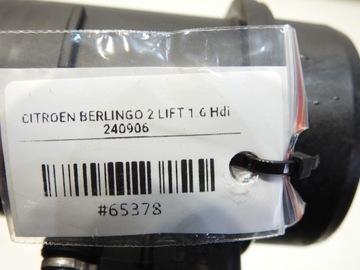 CITROEN BERLINGO 2 LIFT 1.6 Hdi
240906
#65378